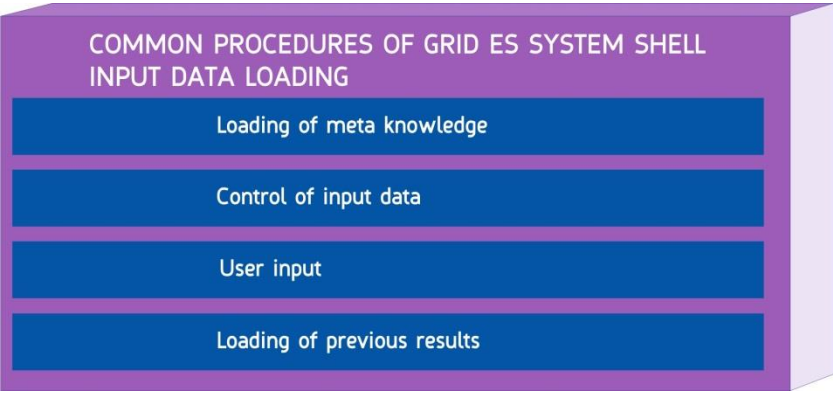 COMMON PROCEDURES OF GRID ES SYSTEM SHELL
INPUT DATA LOADING
Loading of meta knowledge
Control of input data
User input
Loading of previous results